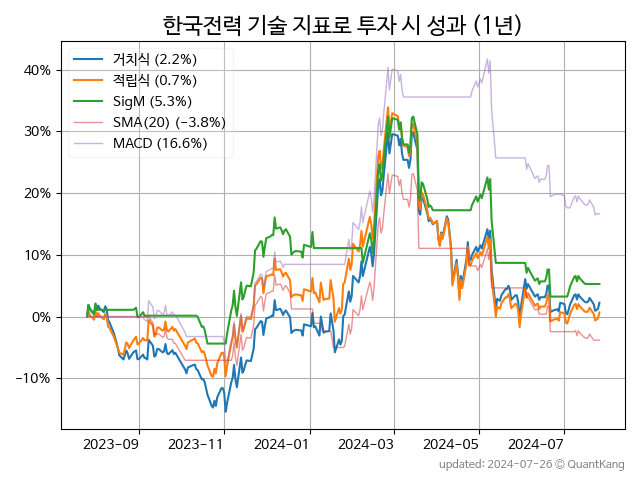 한국전력 기술 지표로 투자 시 성과 (1년)
거치식 (2.2%)
적립식 (0.7%)
SigM (5.3%)
SMA(20) (−3.8%)
MACD (16.6%)
40%
30%
20%
10%
0%
−10%
2023−09 2023−11 2024−01 2024−03 2024−05 2024−07
updated: 2024-07-26 © QuantKang